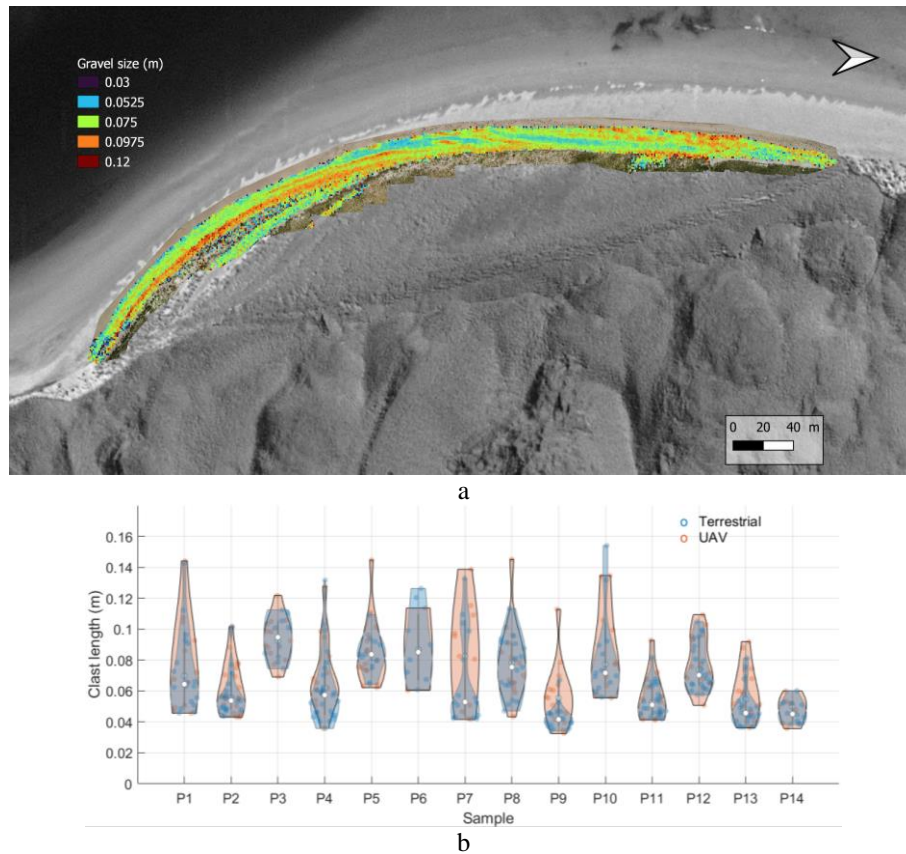 Gravel size (m)
0.03
0.0525
0.075
0.0975
0.12
0 20 40 m
a
Terrestrial
UAV
0.16
0.14
0.12
0.1
0.08
0.06
0.04
0.02
0
Clast length (m)
P1 P2 P3 P4 P5 P6 P7 P8 P9 P10 P11 P12 P13 P14
Sample
b